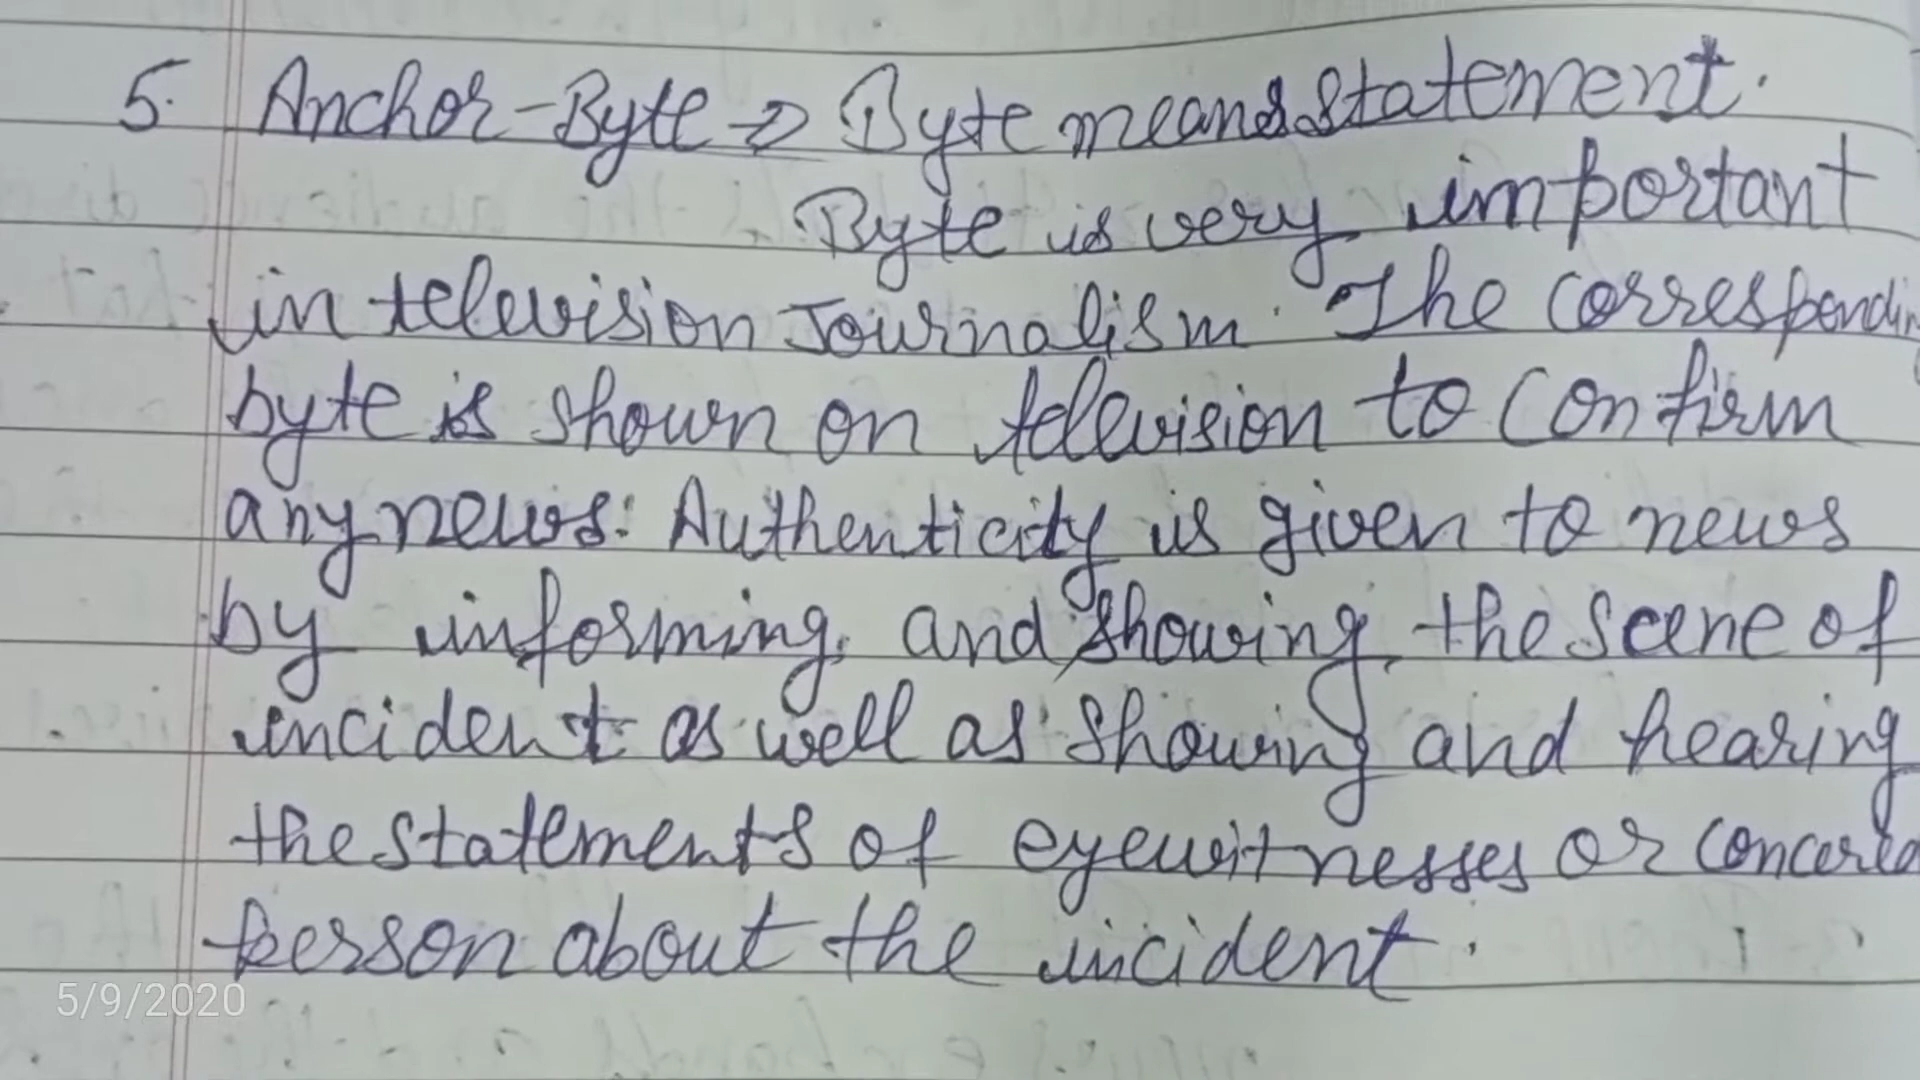 5. Anchor-Byte ⇒ Byte means statement.
Byte is very important
in television Journalism. The correspondin
byte is shown on television to confirm
any news. Authenticity is given to news
by informing and showing the scene of
incident as well as showing and hearing
the statements of eyewitnesses or concered
person about the incident.
5/9/2020